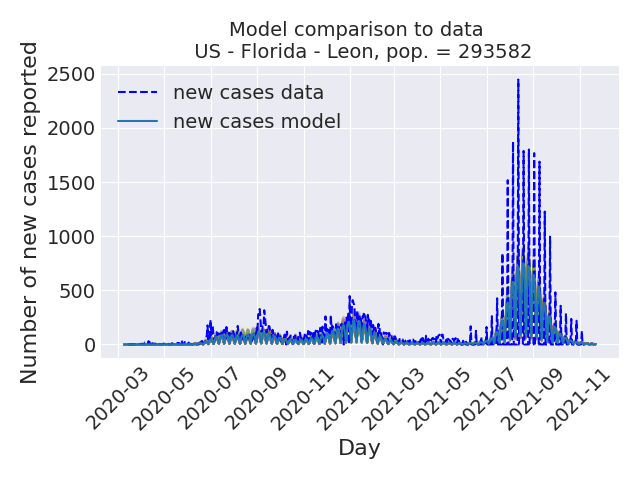 Model comparison to data
US - Florida - Leon, pop. = 293582
Number of new cases reported
2500
2000
1500
1000
500
0
new cases data
new cases model
2020-03
2020-05
2020-07
2020-09
2020-11
2021-01
2021-03
2021-05
2021-07
2021-09
2021-11
Day